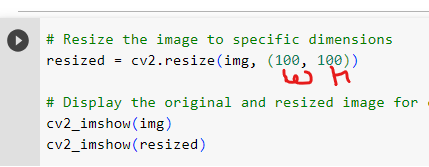 # Resize the image to specific dimensions
resized = cv2.resize(img, (100, 100))
W H
# Display the original and resized image for
cv2_imshow(img)
cv2_imshow(resized)